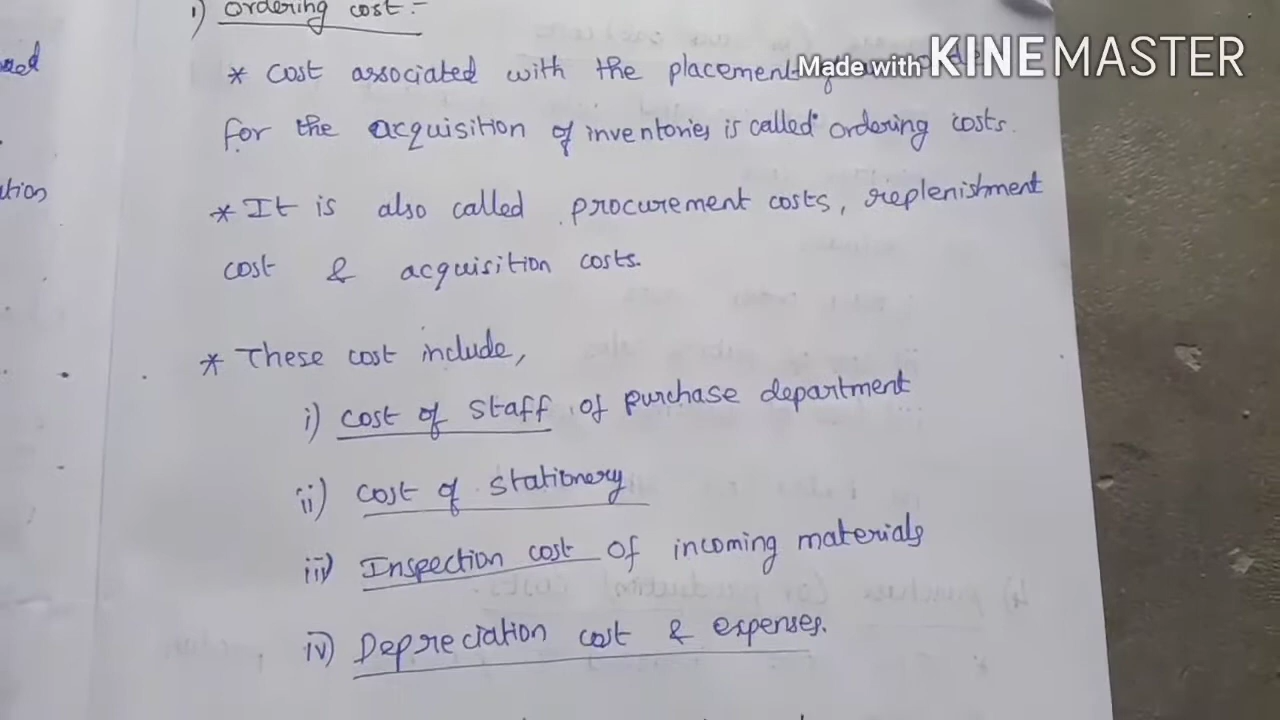 1) ordering cost :-
* cost associated with the placement
Made with KINEMASTER
for the acquisition of inventories is called ordering costs.
* It is also called procurement costs, replenishment
cost & acquisition costs.
* These cost include,
i) cost of staff of purchase department
ii) cost of stationery
iii) Inspection cost of incoming materials
iv) Depreciation cost & expenses.